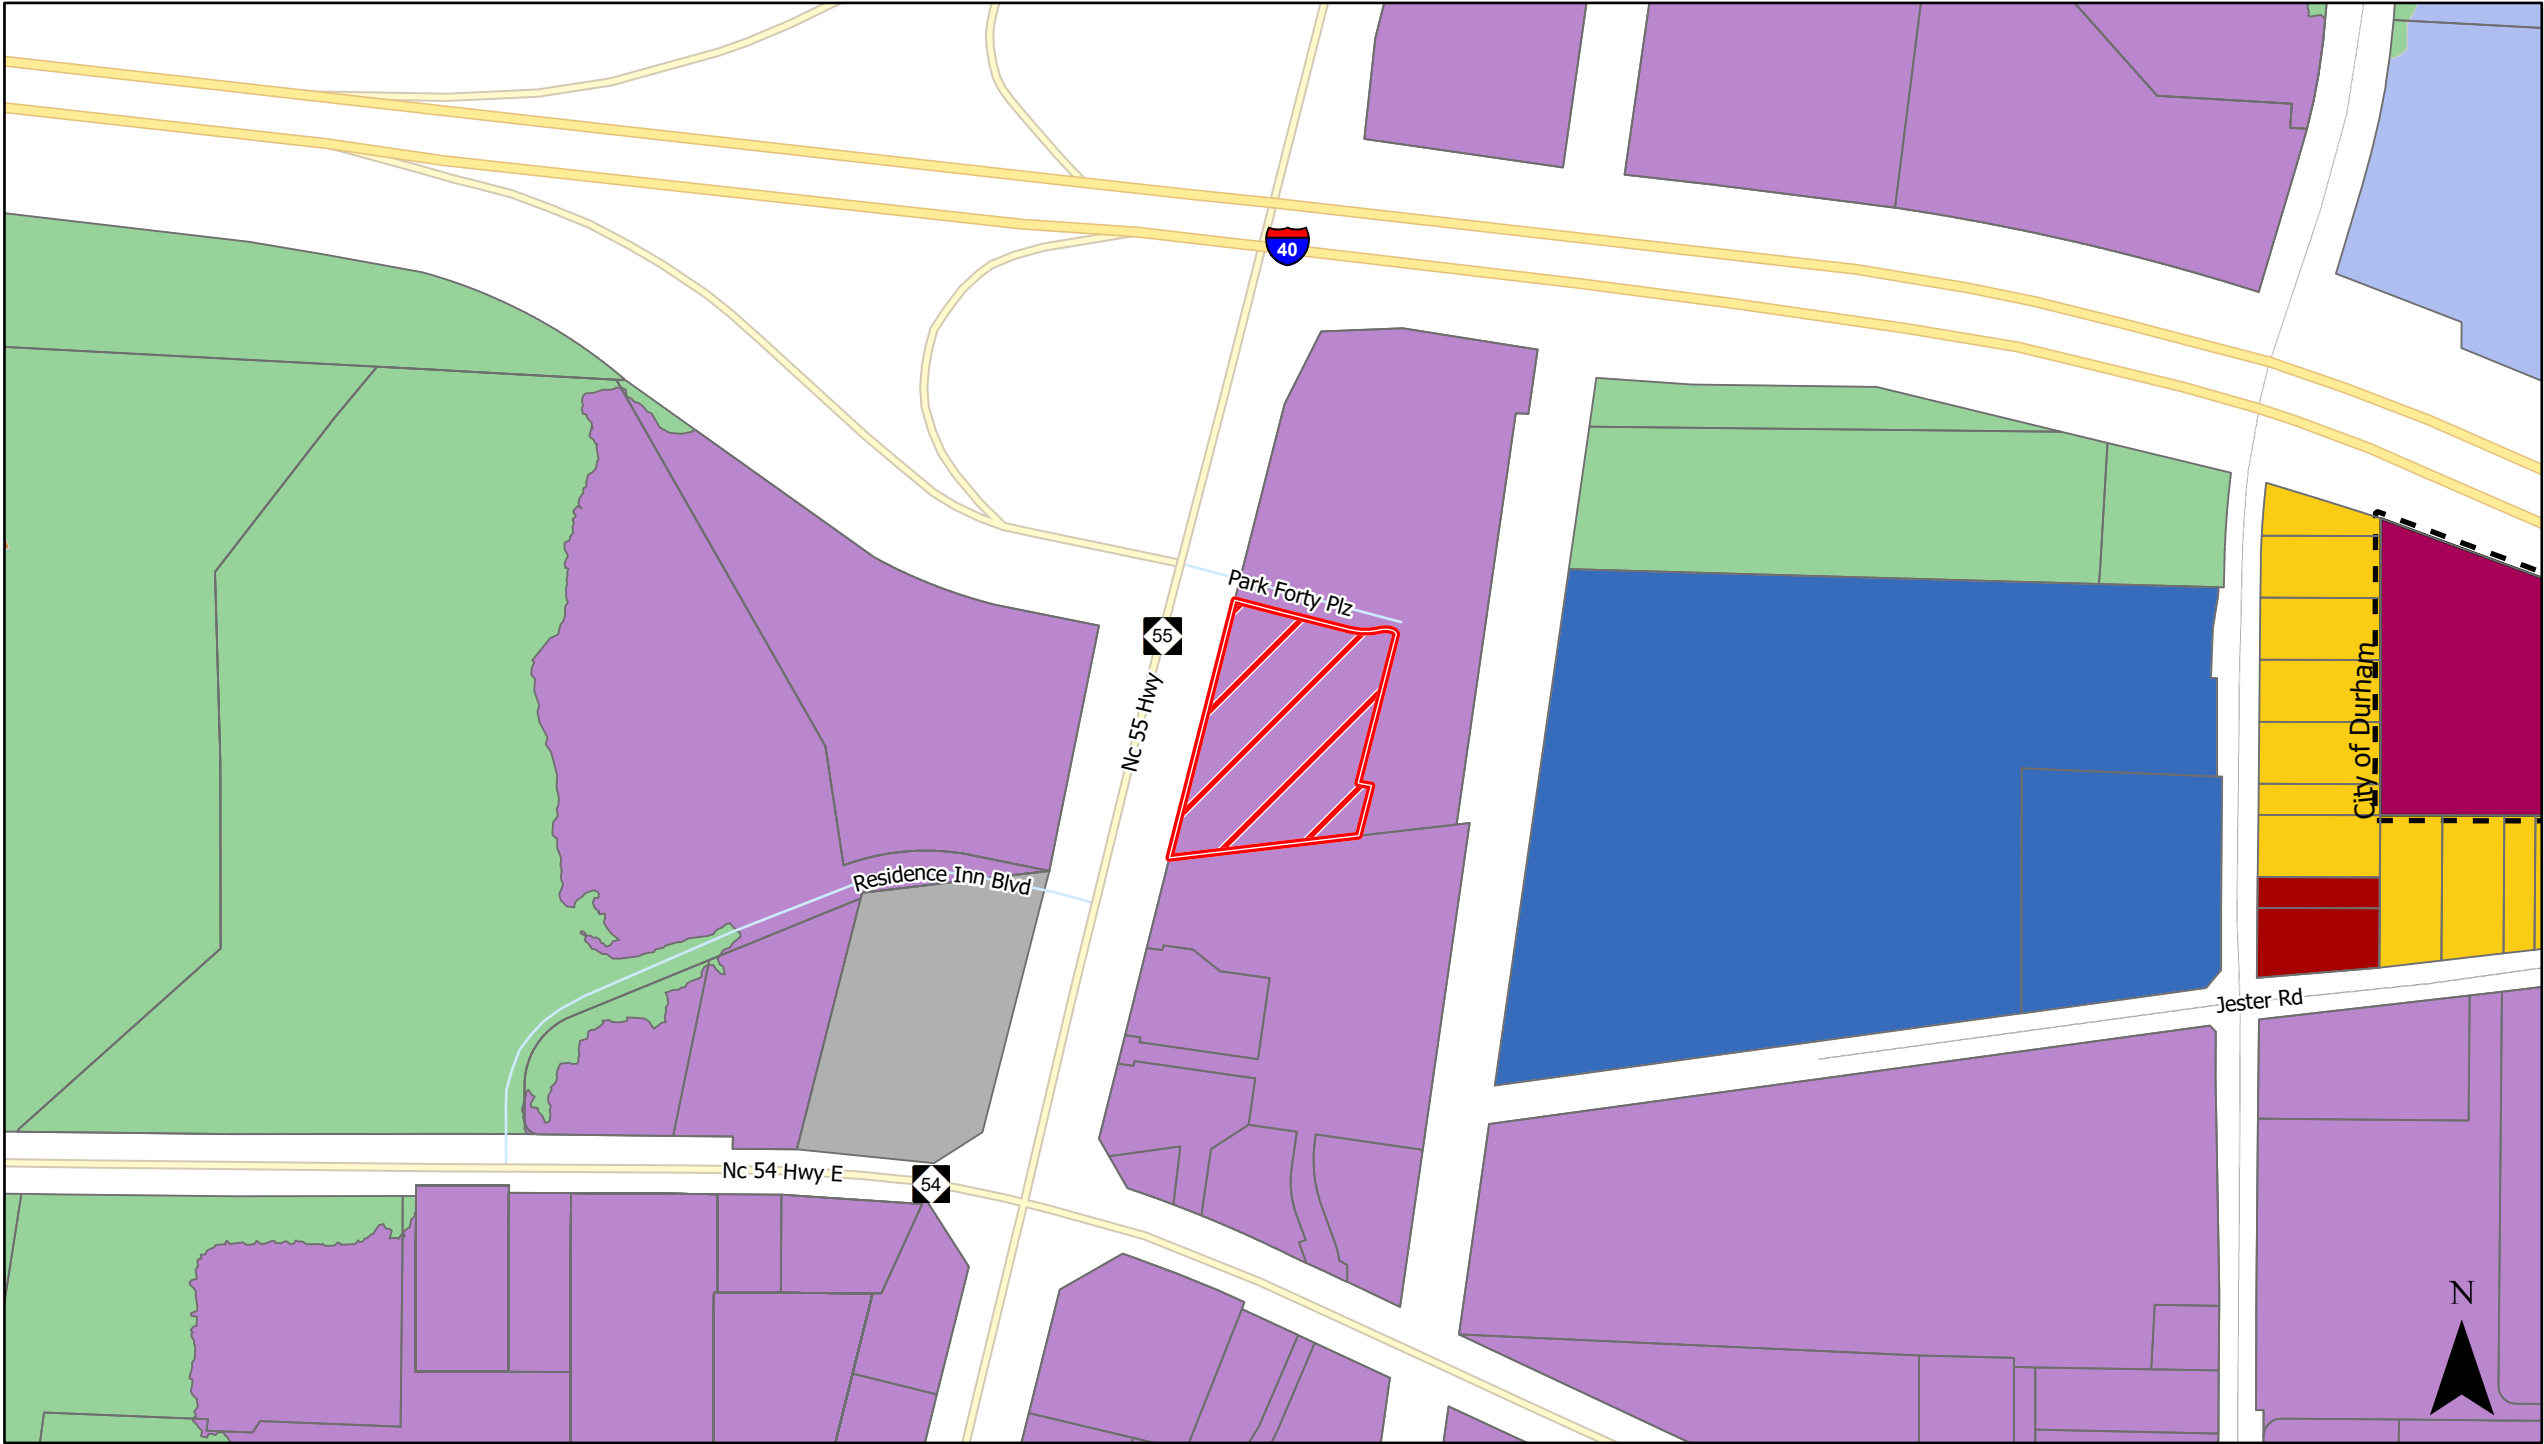 40
Park Forty Plz
55
Nc 55 Hwy
City of Durham
Residence Inn Blvd
Jester Rd
Nc 54 Hwy E
54
N